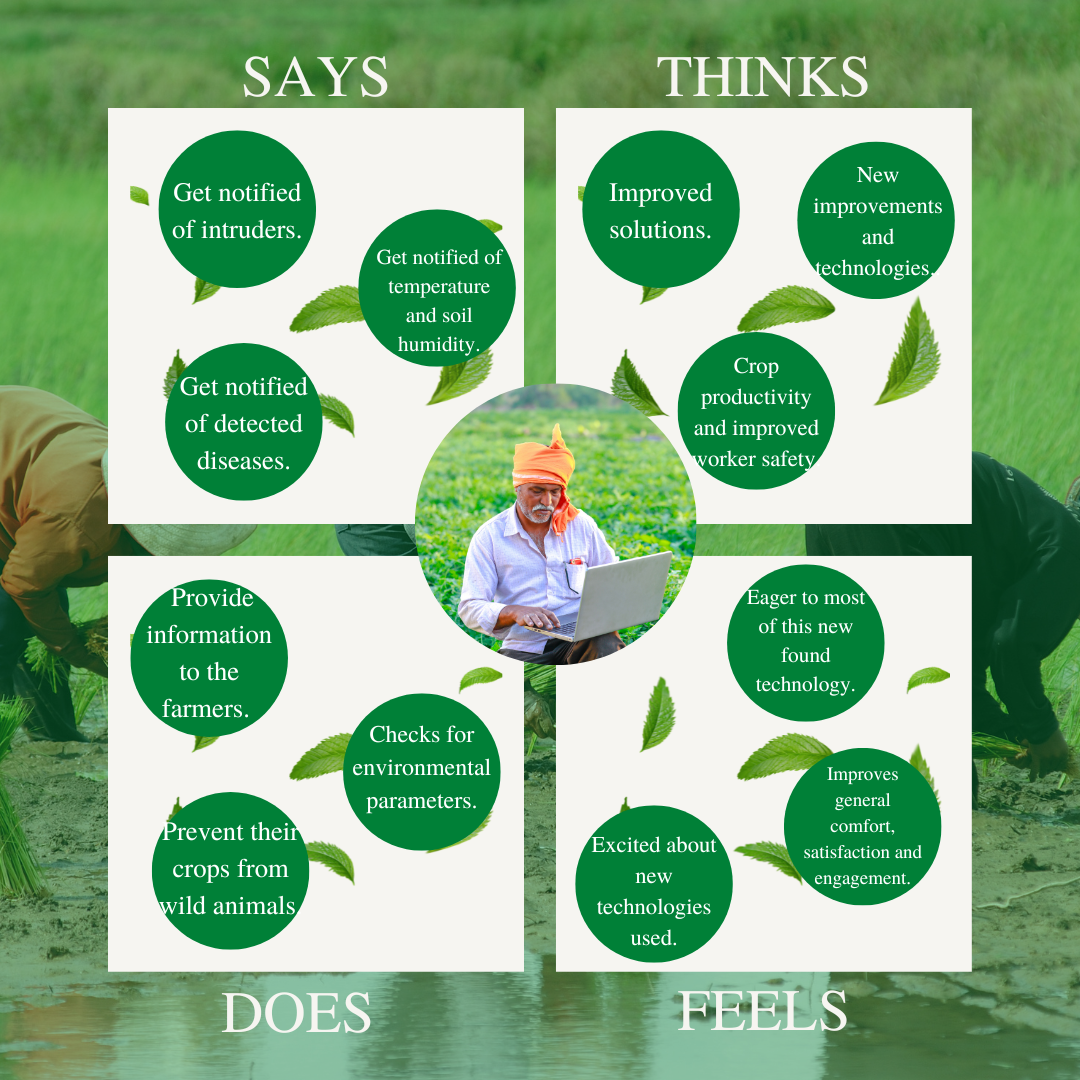 SAYS
Get notified
of intruders.
Get notified of
temperature
and soil
humidity.
Get notified
of detected
diseases.
THINKS
Improved
solutions.
New
improvements
and
technologies.
Crop
productivity
and improved
worker safety.
Provide
information
to the
farmers.
Checks for
environmental
parameters.
Prevent their
crops from
wild animals.
DOES
Eager to most
of this new
found
technology.
Improves
general
comfort,
satisfaction and
engagement.
Excited about
new
technologies
used.
FEELS